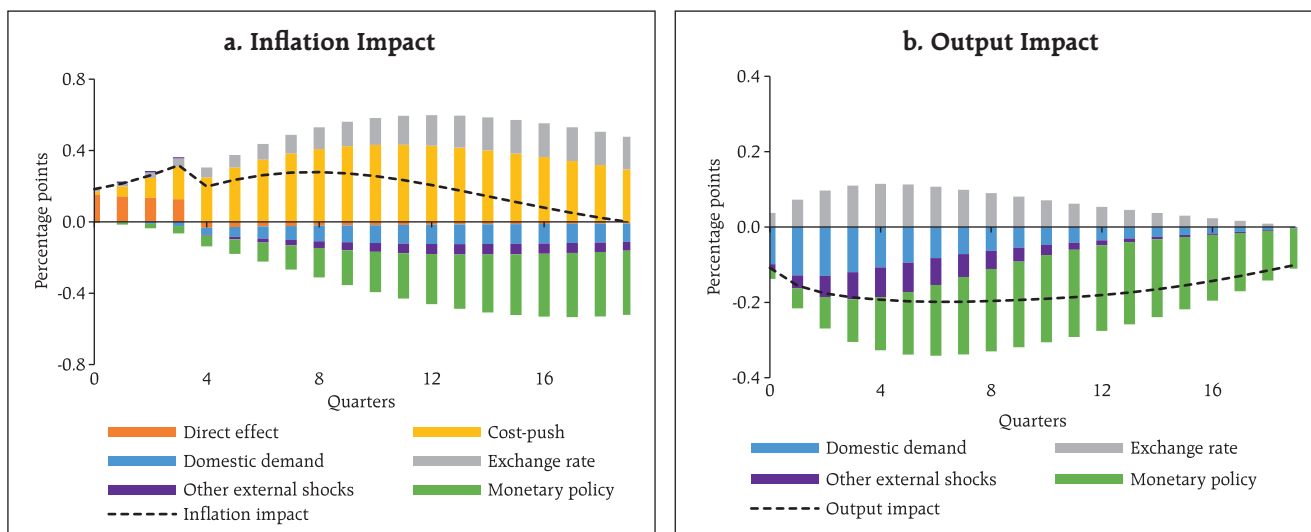 a. Inflation Impact
0.8
0.4
0.0
-0.4
-0.8
Percentage points
0 4 8 12 16
Quarters
Direct effect Cost-push
Domestic demand Exchange rate
Other external shocks Monetary policy
Inflation impact
b. Output Impact
0.4
0.2
0.0
-0.2
-0.4
Percentage points
0 4 8 12 16
Quarters
Domestic demand Exchange rate
Other external shocks Monetary policy
Output impact